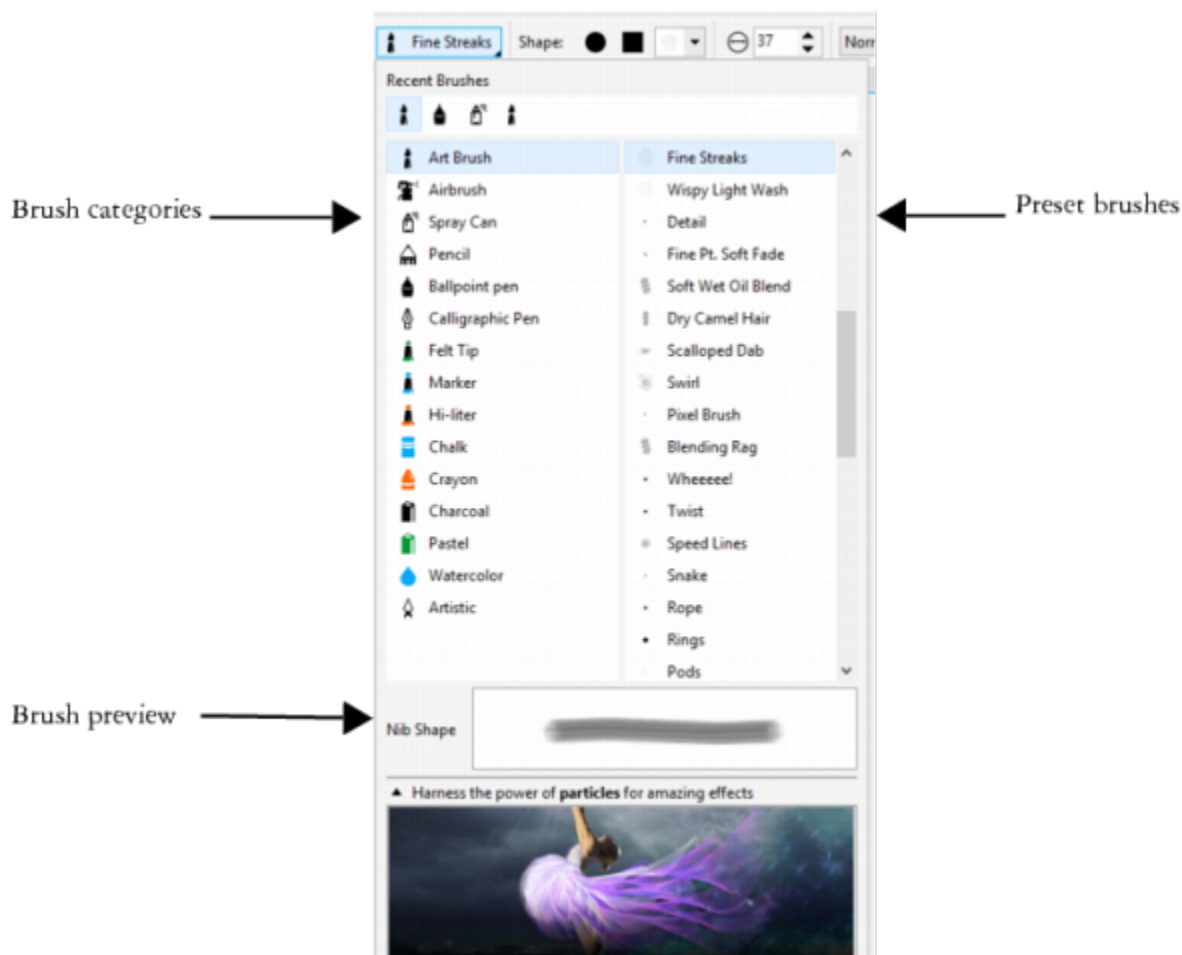 Fine Streaks Shape: 37 Norr
Recent Brushes
Art Brush Fine Streaks
Airbrush Wispy Light Wash
Brush categories Preset brushes
Spray Can Detail
Pencil Fine Pt. Soft Fade
Ballpoint pen Soft Wet Oil Blend
Calligraphic Pen Dry Camel Hair
Felt Tip Scalloped Dab
Marker Swirl
Hi-liter Pixel Brush
Chalk Blending Rag
Crayon Wheeeee!
Charcoal Twist
Pastel Speed Lines
Watercolor Snake
Artistic Rope
Rings
Pods
Brush preview
Nib Shape
Harness the power of particles for amazing effects